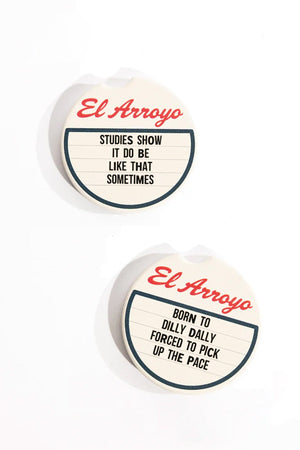 El Arroyo
STUDIES SHOW
IT DO BE
LIKE THAT
SOMETIMES
El Arroyo
BORN TO
DILLY DALLY
FORCED TO PICK
UP THE PACE